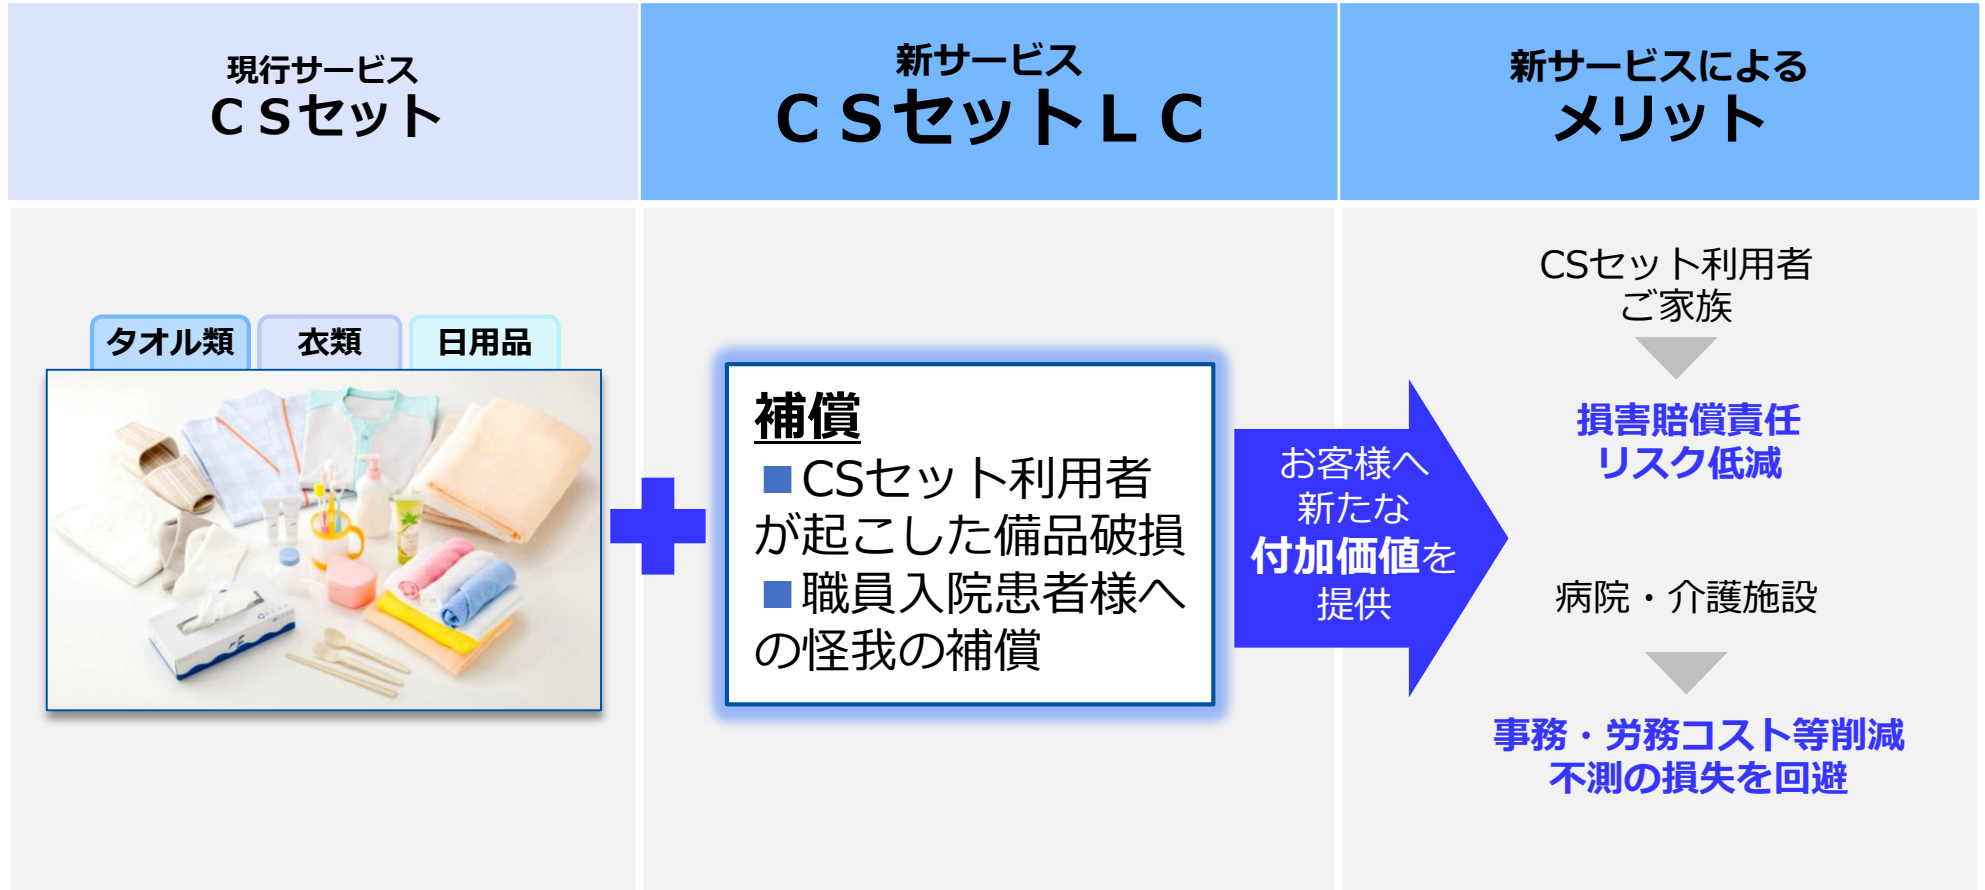 現行サービス
ＣＳセット
新サービス
ＣＳセットＬＣ
新サービスによる
メリット
タオル類
衣類
日用品
補償
■CSセット利用者
が起こした備品破損
■職員入院患者様へ
の怪我の補償
お客様へ
新たな
付加価値を
提供
CSセット利用者
ご家族
損害賠償責任
リスク低減
病院・介護施設
事務・労務コスト等削減
不測の損失を回避